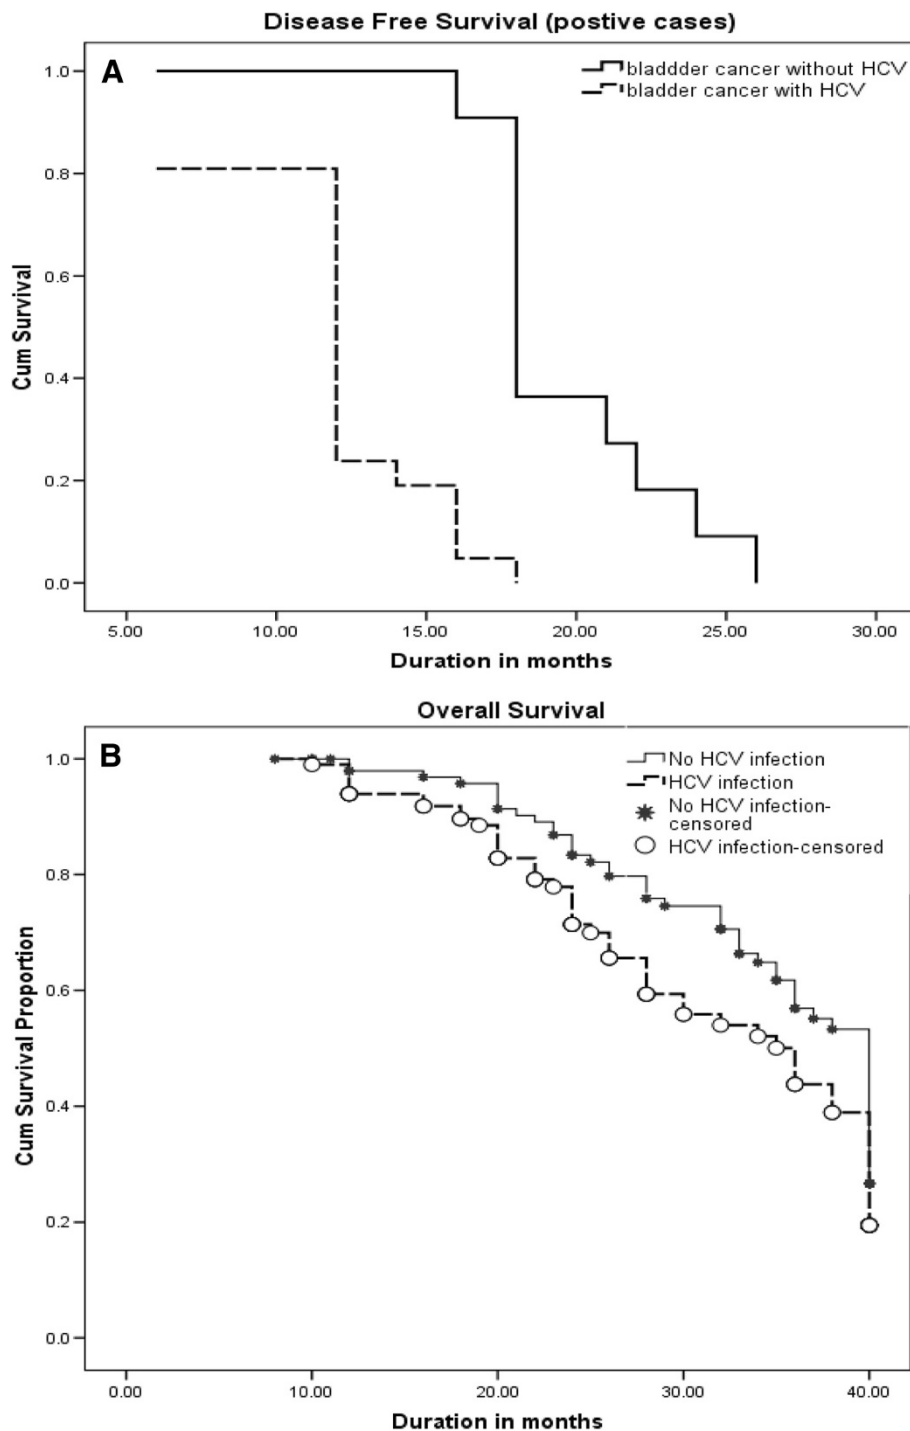 Disease Free Survival (postive cases)
A
bladdder cancer without HCV
bladder cancer with HCV
1.0
0.8
0.6
0.4
0.2
0.0
Cum Survival
5.00 10.00 15.00 20.00 25.00 30.00
Duration in months
Overall Survival
B
No HCV infection
HCV infection
No HCV infection-
censored
HCV infection-censored
1.0
0.8
0.6
0.4
0.2
0.0
Cum Survival Proportion
0.00 10.00 20.00 30.00 40.00
Duration in months